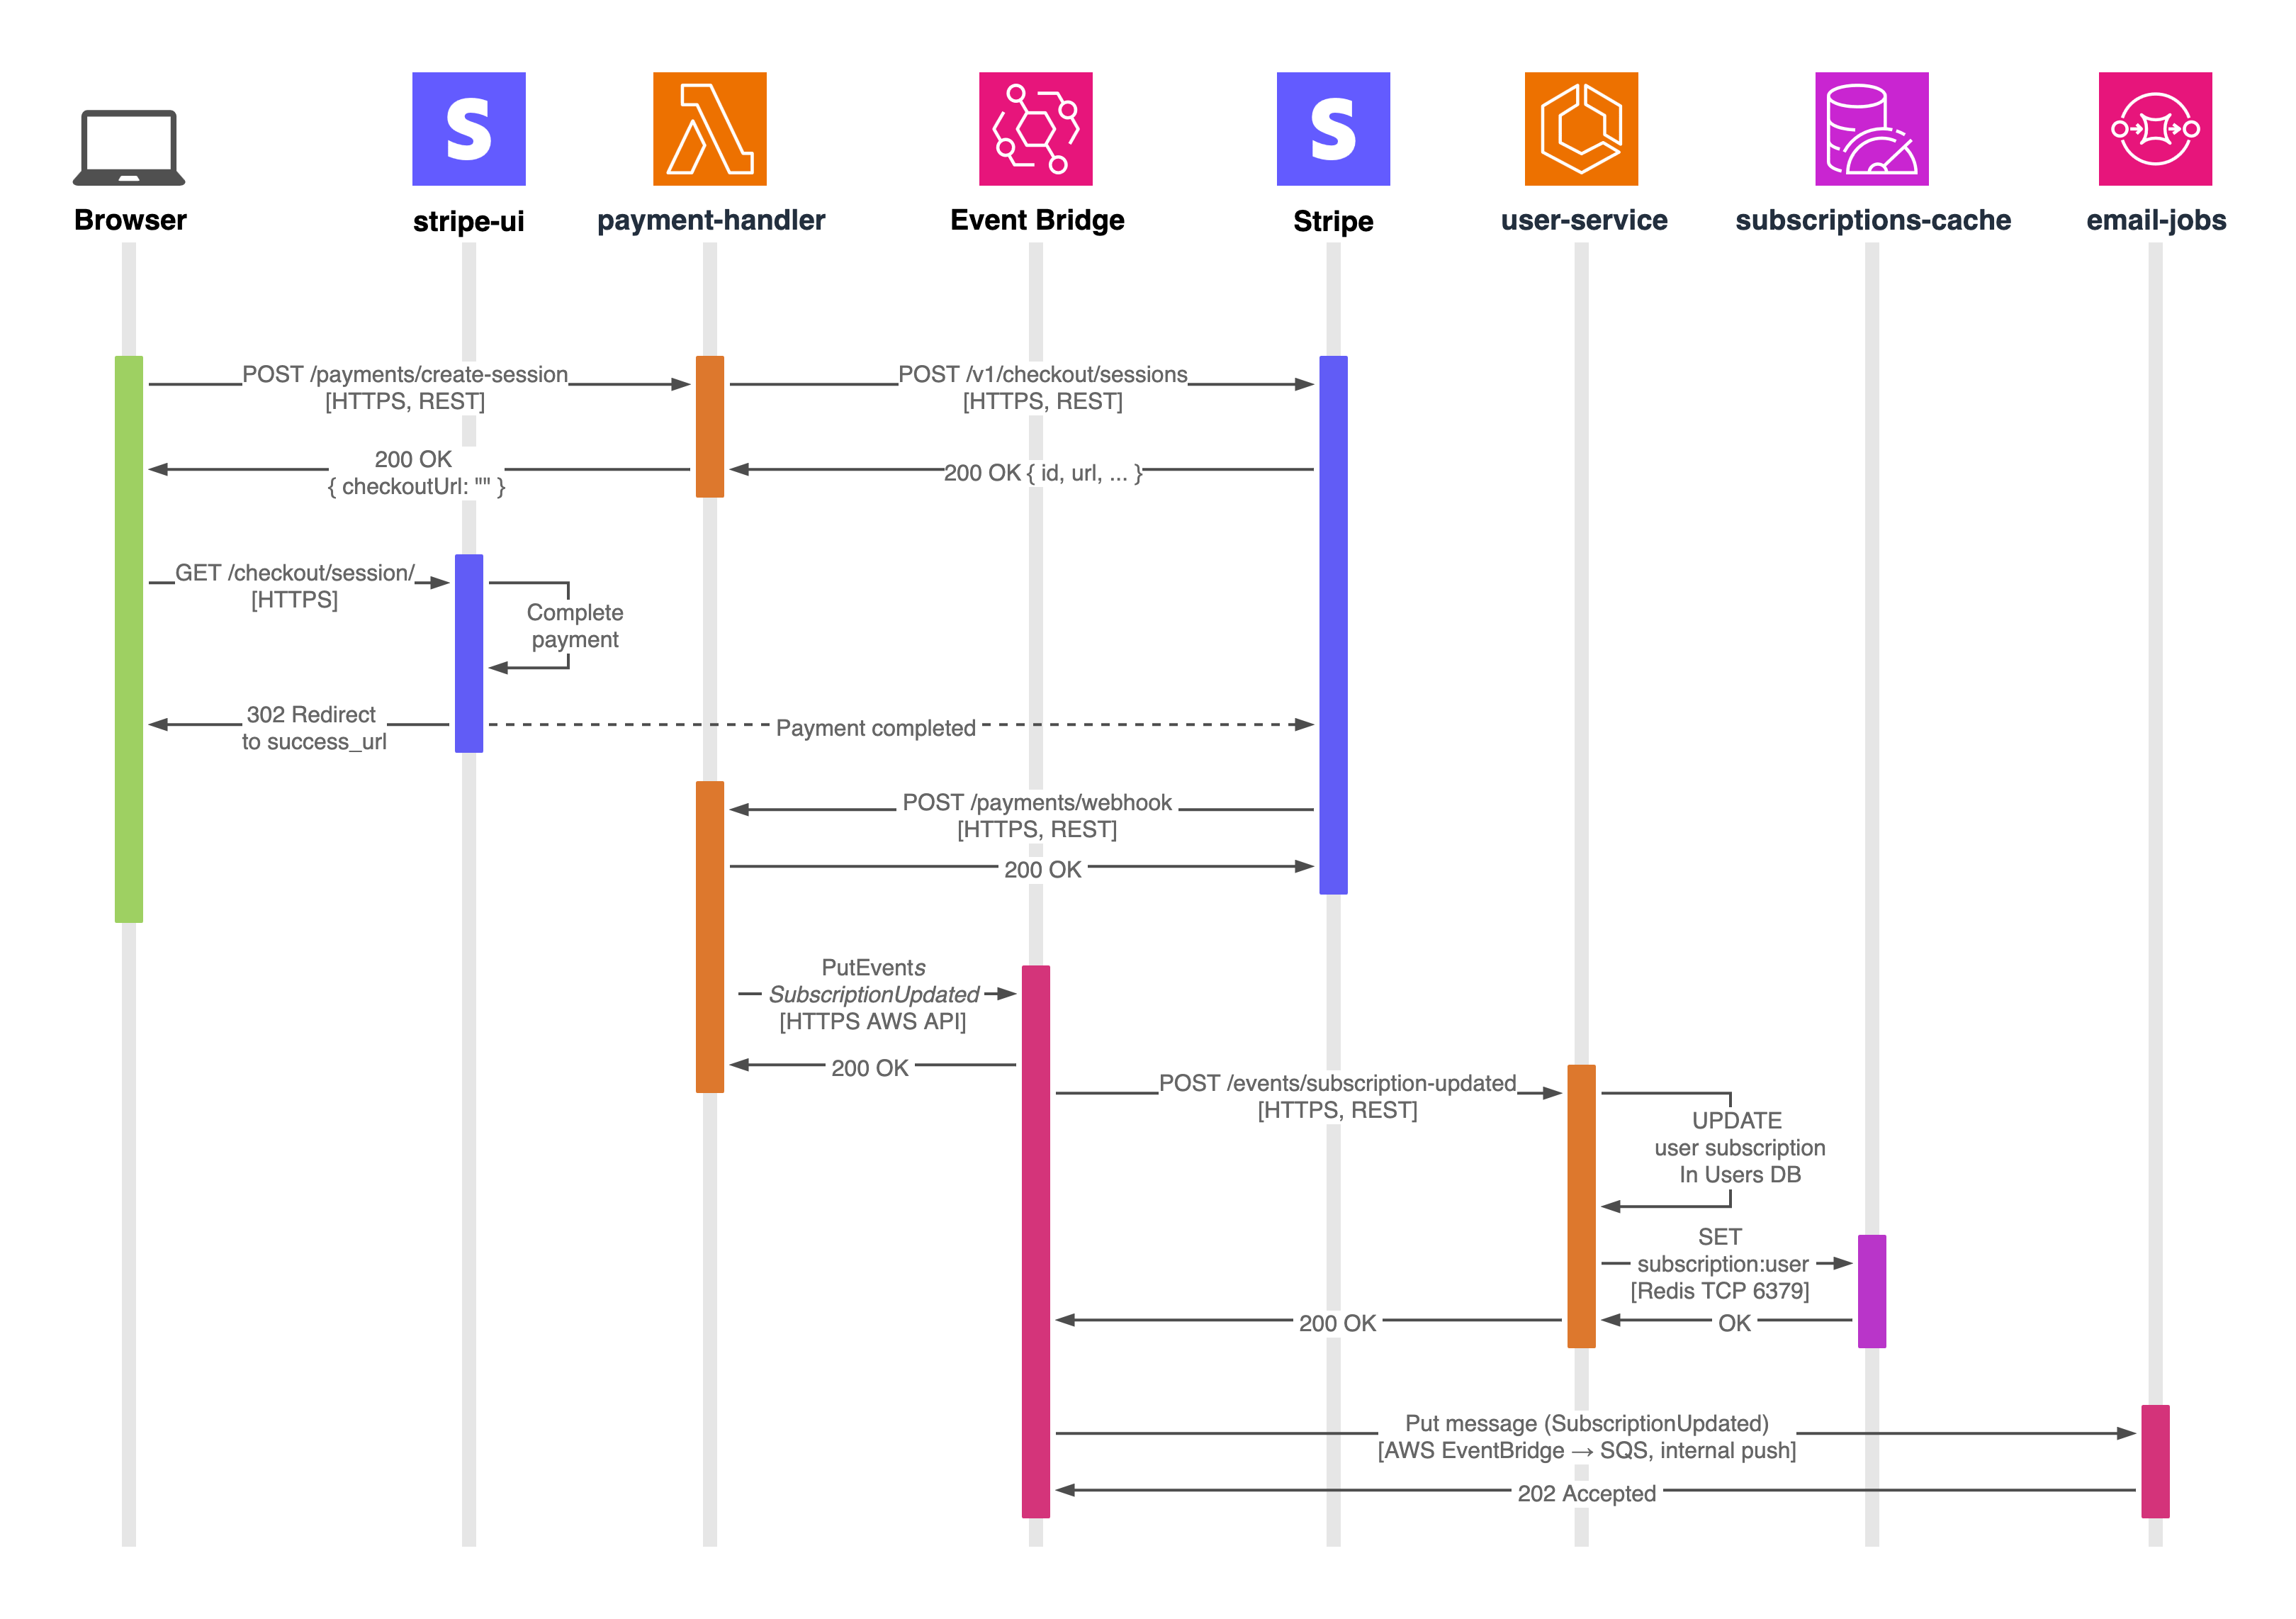 S
S
Browser
stripe-ui
payment-handler
Event Bridge
Stripe
user-service
subscriptions-cache
email-jobs
POST /payments/create-session
[HTTPS, REST]
POST /v1/checkout/sessions
[HTTPS, REST]
200 OK
{ checkoutUrl: "" }
200 OK { id, url, ... }
GET /checkout/session/
[HTTPS]
Complete
payment
302 Redirect
to success_url
Payment completed
POST /payments/webhook
[HTTPS, REST]
200 OK
PutEvents
SubscriptionUpdated
[HTTPS AWS API]
200 OK
POST /events/subscription-updated
[HTTPS, REST]
UPDATE
user subscription
In Users DB
SET
subscription:user
[Redis TCP 6379]
200 OK
OK
Put message (SubscriptionUpdated)
[AWS EventBridge → SQS, internal push]
202 Accepted